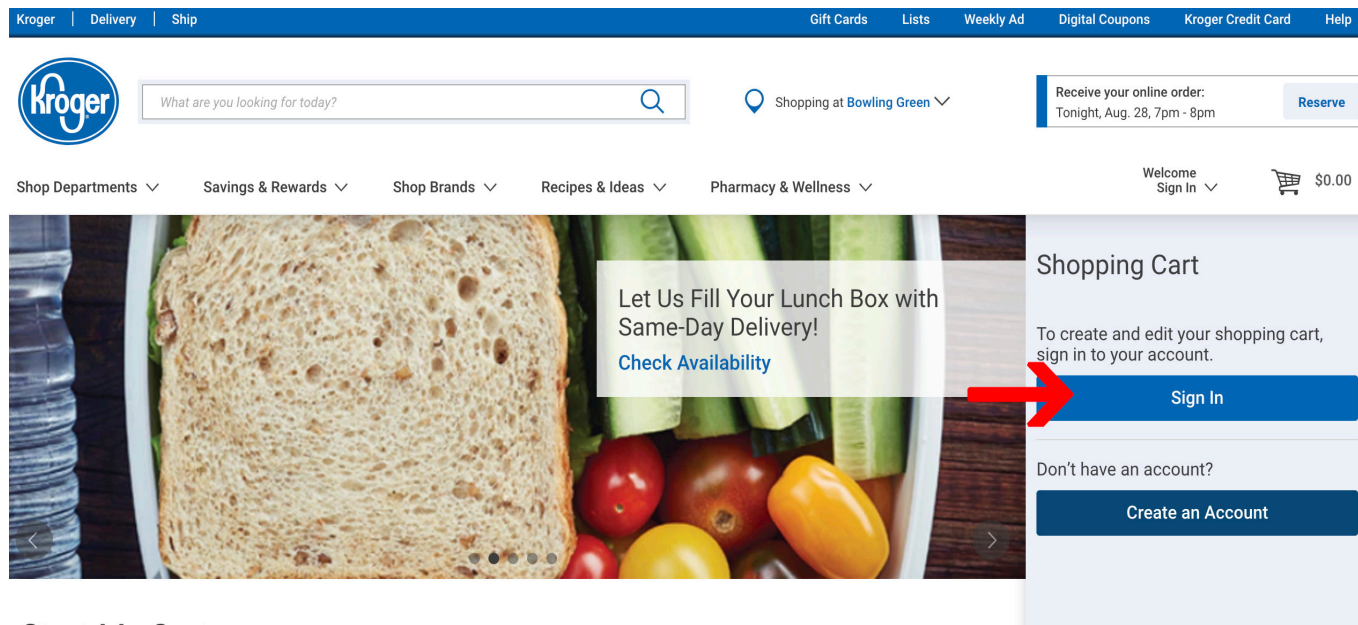 Kroger | Delivery | Ship
Gift Cards Lists Weekly Ad Digital Coupons Kroger Credit Card Help
Kroger
What are you looking for today?
Shopping at Bowling Green
Receive your online order:
Tonight, Aug. 28, 7pm - 8pm
Reserve
Shop Departments Savings & Rewards Shop Brands Recipes & Ideas Pharmacy & Wellness
Welcome
Sign In
$0.00
Let Us Fill Your Lunch Box with
Same-Day Delivery!
Check Availability
Shopping Cart
To create and edit your shopping cart,
sign in to your account.
Sign In
Don't have an account?
Create an Account